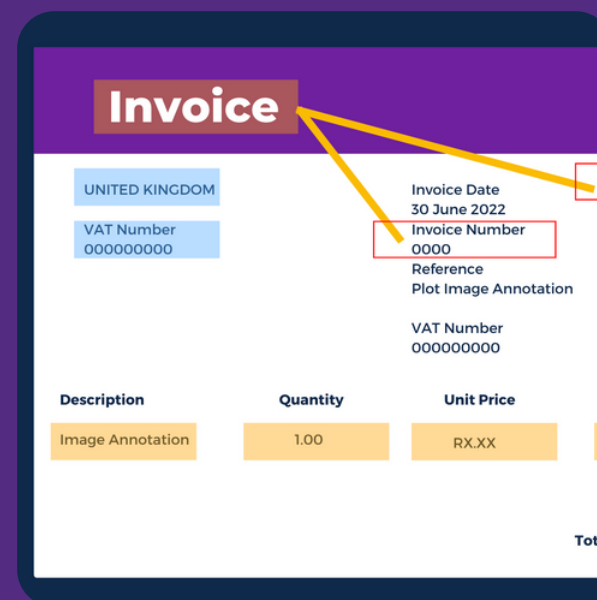 Invoice
UNITED KINGDOM
VAT Number
000000000
Invoice Date
30 June 2022
Invoice Number
0000
Reference
Plot Image Annotation
VAT Number
000000000
Description Quantity Unit Price
Image Annotation 1.00 RX.XX
Tot